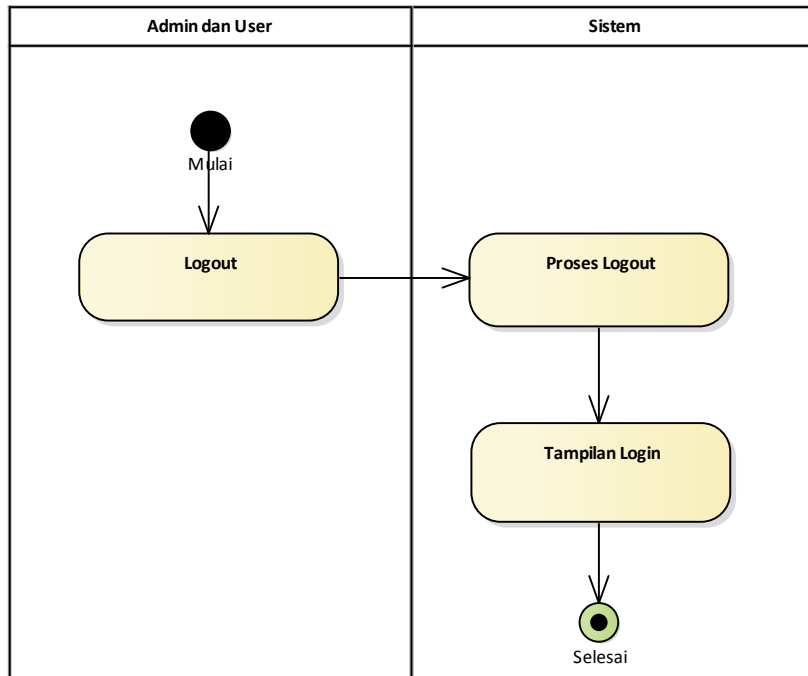 Admin dan User
Sistem
Mulai
Logout
Proses Logout
Tampilan Login
Selesai